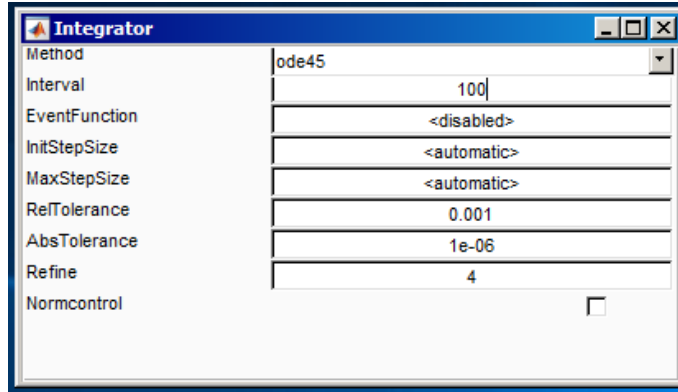 Integrator
Method ode45
Interval 100
EventFunction <disabled>
InitStepSize <automatic>
MaxStepSize <automatic>
RelTolerance 0.001
AbsTolerance 1e-06
Refine 4
Normcontrol